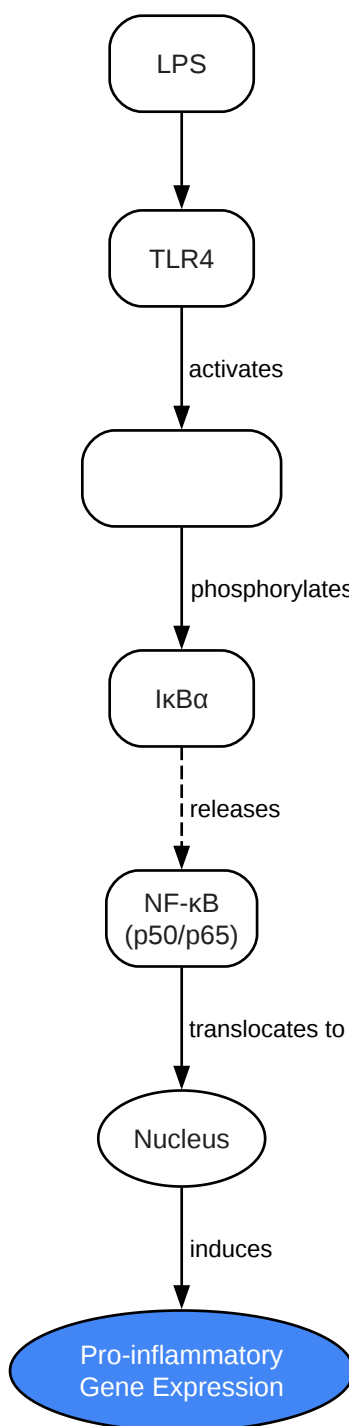 LPS
TLR4
activates
phosphorylates
IκBα
releases
NF-κB
(p50/p65)
translocates to
Nucleus
induces
Pro-inflammatory
Gene Expression